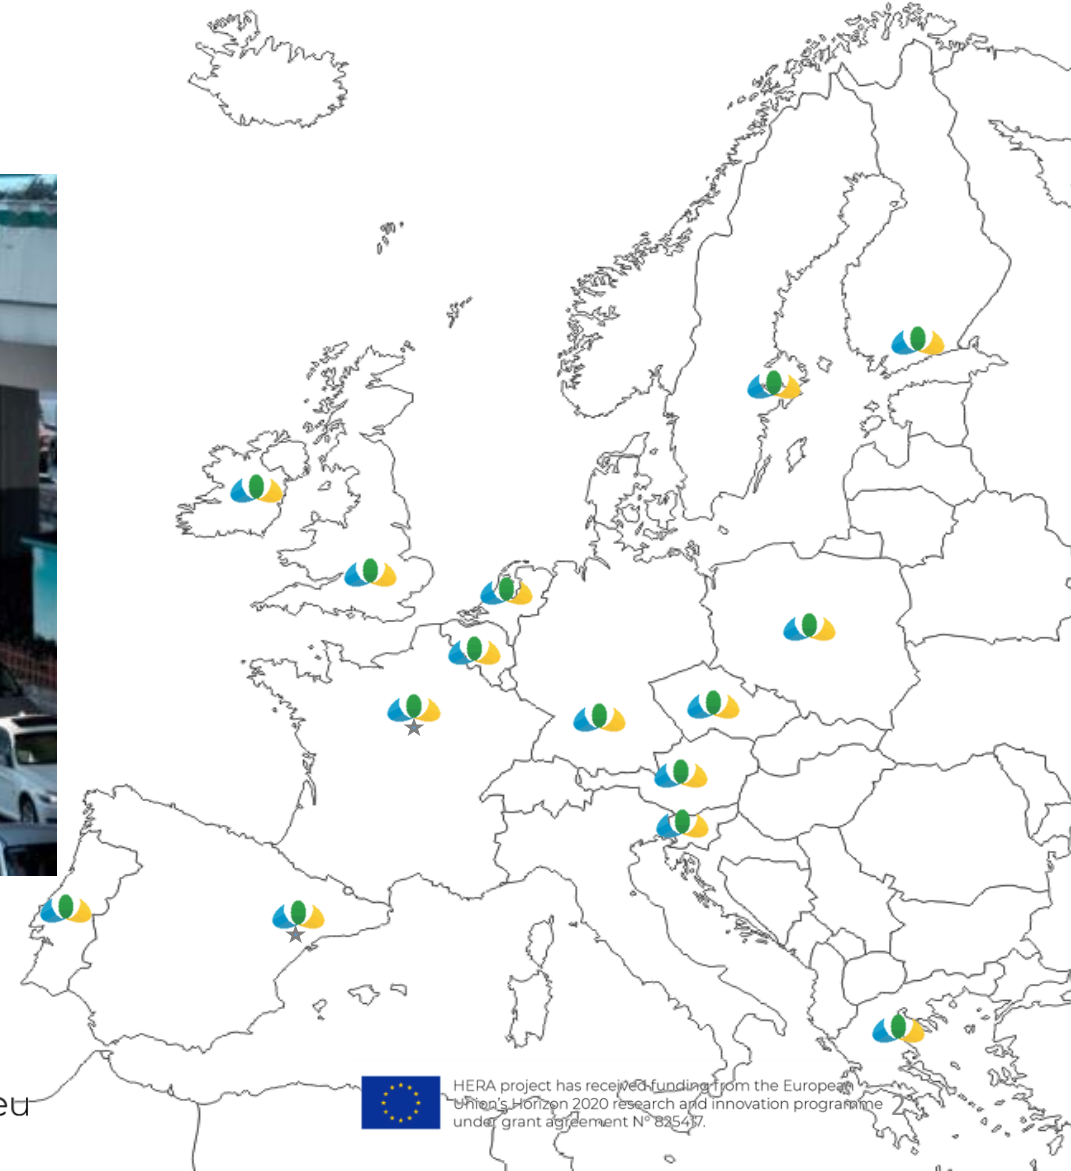 eu
HERA project has received funding from the European
Union's Horizon 2020 research and innovation programme
under grant agreement N° 825417.
2